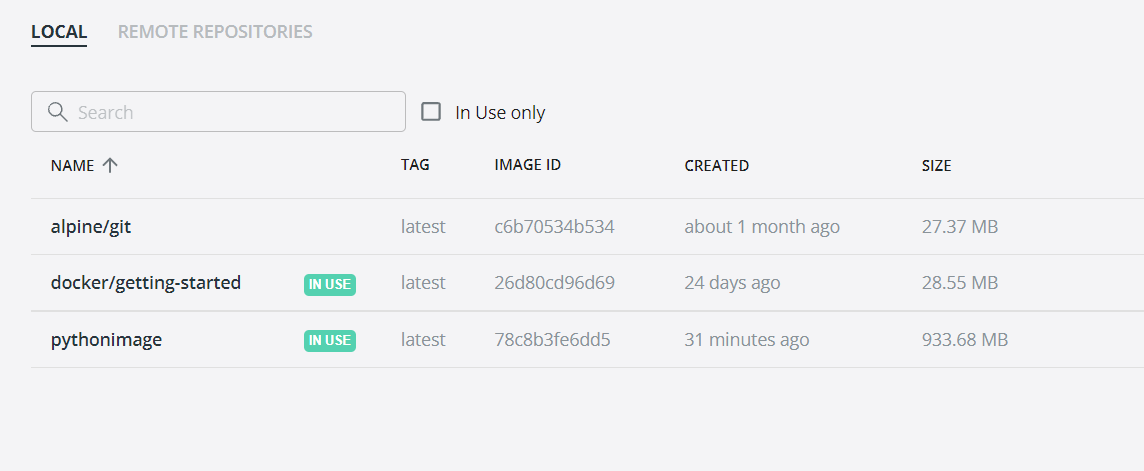 LOCAL REMOTE REPOSITORIES
Search In Use only
NAME TAG IMAGE ID CREATED SIZE
alpine/git latest c6b70534b534 about 1 month ago 27.37 MB
docker/getting-started IN USE latest 26d80cd96d69 24 days ago 28.55 MB
pythonimage IN USE latest 78c8b3fe6dd5 31 minutes ago 933.68 MB